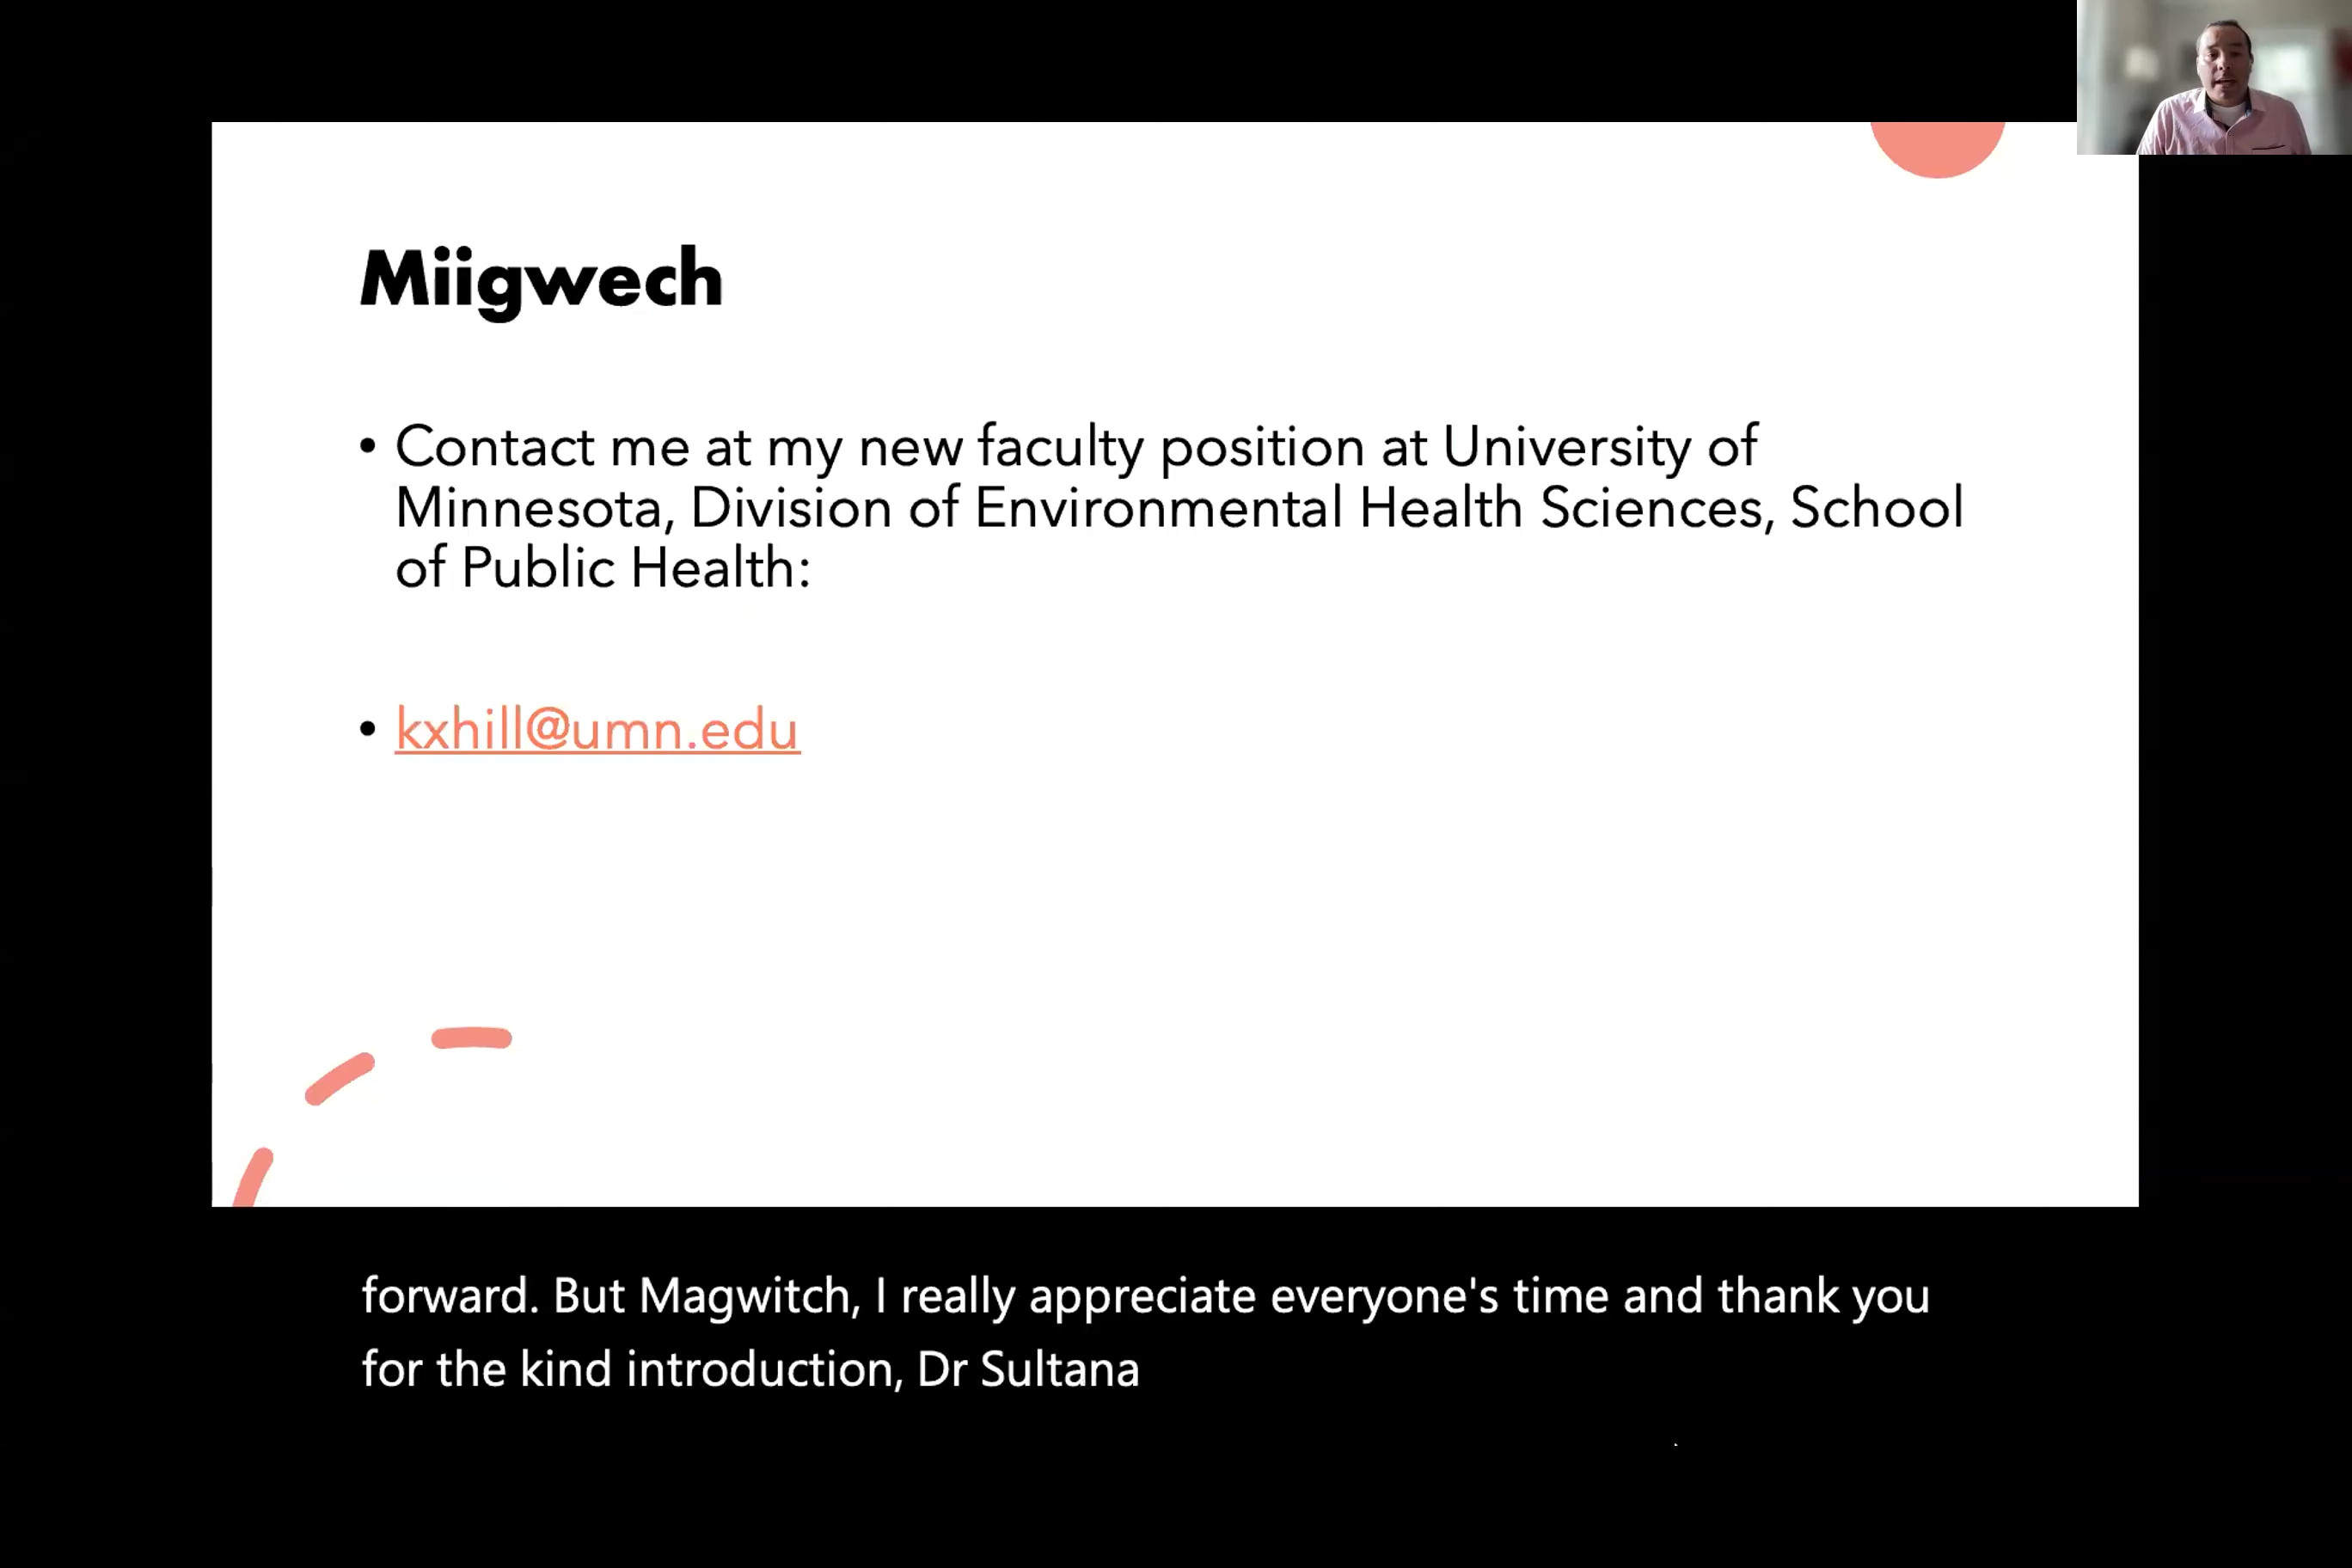 Miigwech
• Contact me at my new faculty position at University of
Minnesota, Division of Environmental Health Sciences, School
of Public Health:
• kxhill@umn.edu
forward. But Magwitch, I really appreciate everyone's time and thank you
for the kind introduction, Dr Sultana